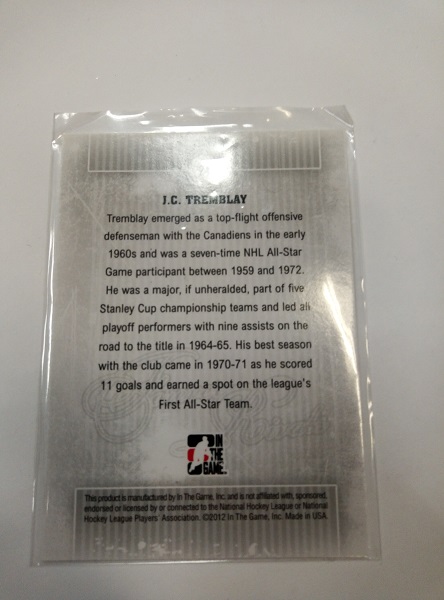 J.C. TREMBLAY
Tremblay emerged as a top-flight offensive
defenseman with the Canadiens in the early
1960s and was a seven-time NHL All-Star
Game participant between 1959 and 1972.
He was a major, if unheralded, part of five
Stanley Cup championship teams and led all
playoff performers with nine assists on the
road to the title in 1964-65. His best season
with the club came in 1970-71 as he scored
11 goals and earned a spot on the league's
First All-Star Team.
IN
THE
GAME
This product is manufactured by In The Game, Inc. and is not affiliated with, sponsored,
endorsed or licensed by or connected to the National Hockey League or National
Hockey League Players' Association. ©2012 In The Game, Inc. Made in USA.